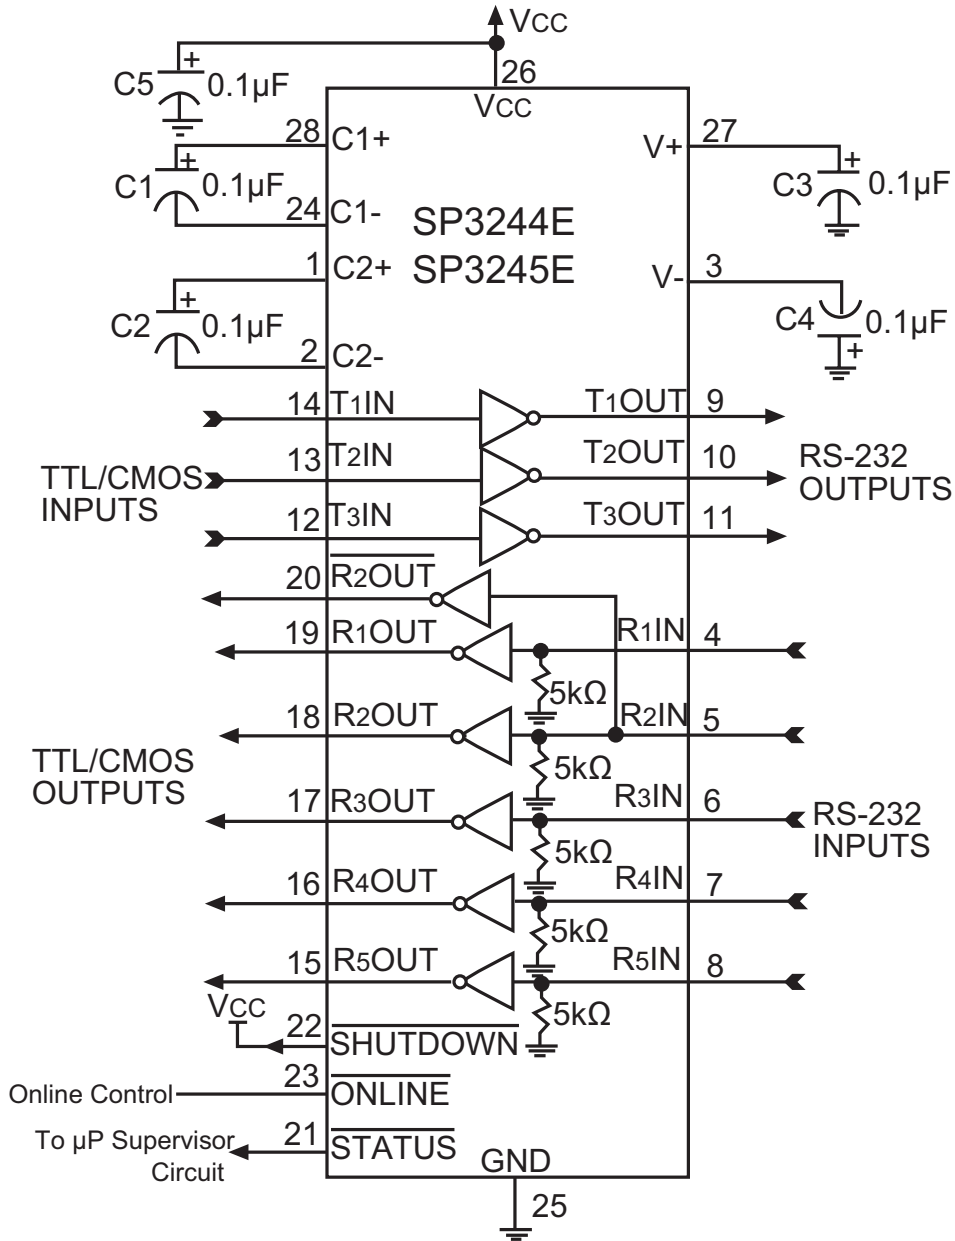 VCC
26
C5 + 0.1µF
VCC
28 C1+
V+ 27
C1 + 0.1µF
C3 + 0.1µF
24 C1-
SP3244E
1 C2+
SP3245E
V- 3
C2 + 0.1µF
C4 0.1µF
+
2 C2-
14 T1IN
T1OUT 9
13 T2IN
T2OUT 10
TTL/CMOS
INPUTS
RS-232
OUTPUTS
12 T3IN
T3OUT 11
20 R2OUT
19 R1OUT
R1IN 4
5kΩ
18 R2OUT
R2IN 5
5kΩ
TTL/CMOS
OUTPUTS
17 R3OUT
R3IN 6
RS-232
INPUTS
5kΩ
16 R4OUT
R4IN 7
5kΩ
15 R5OUT
R5IN 8
5kΩ
VCC
22 SHUTDOWN
23 ONLINE
Online Control
21 STATUS
To µP Supervisor
Circuit
GND
25